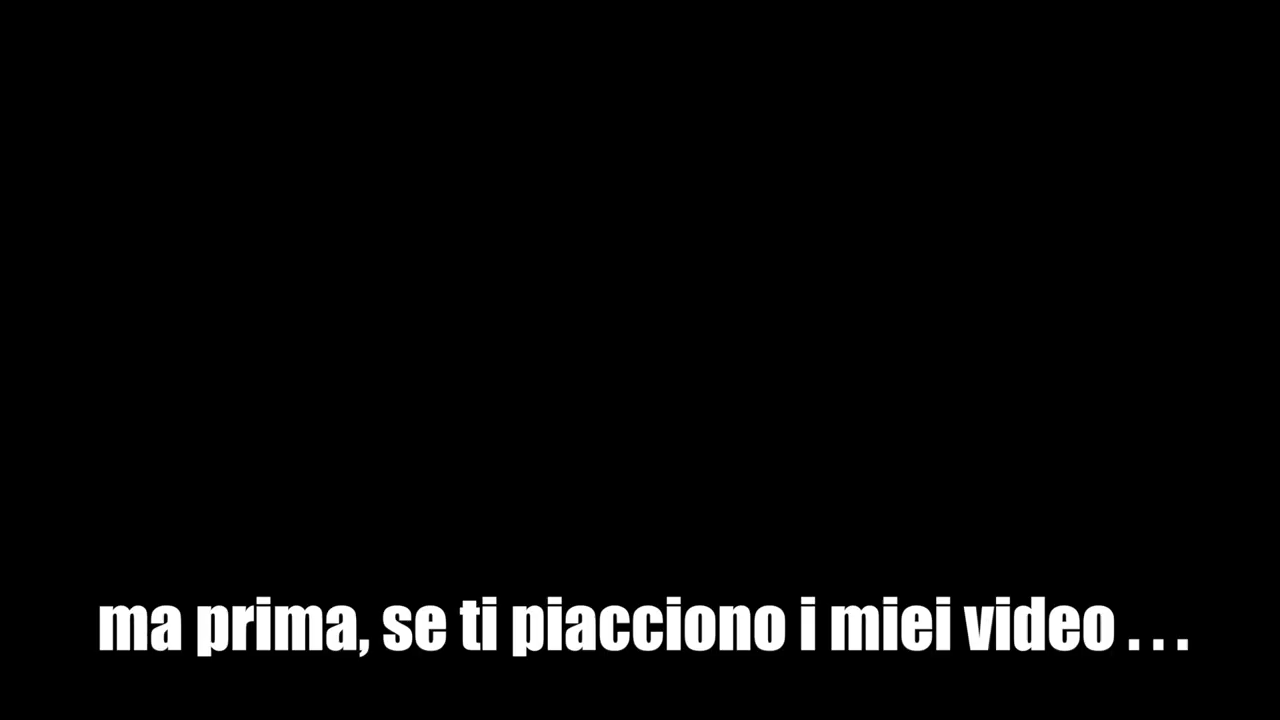 ma prima, se ti piacciono i miei video . . .